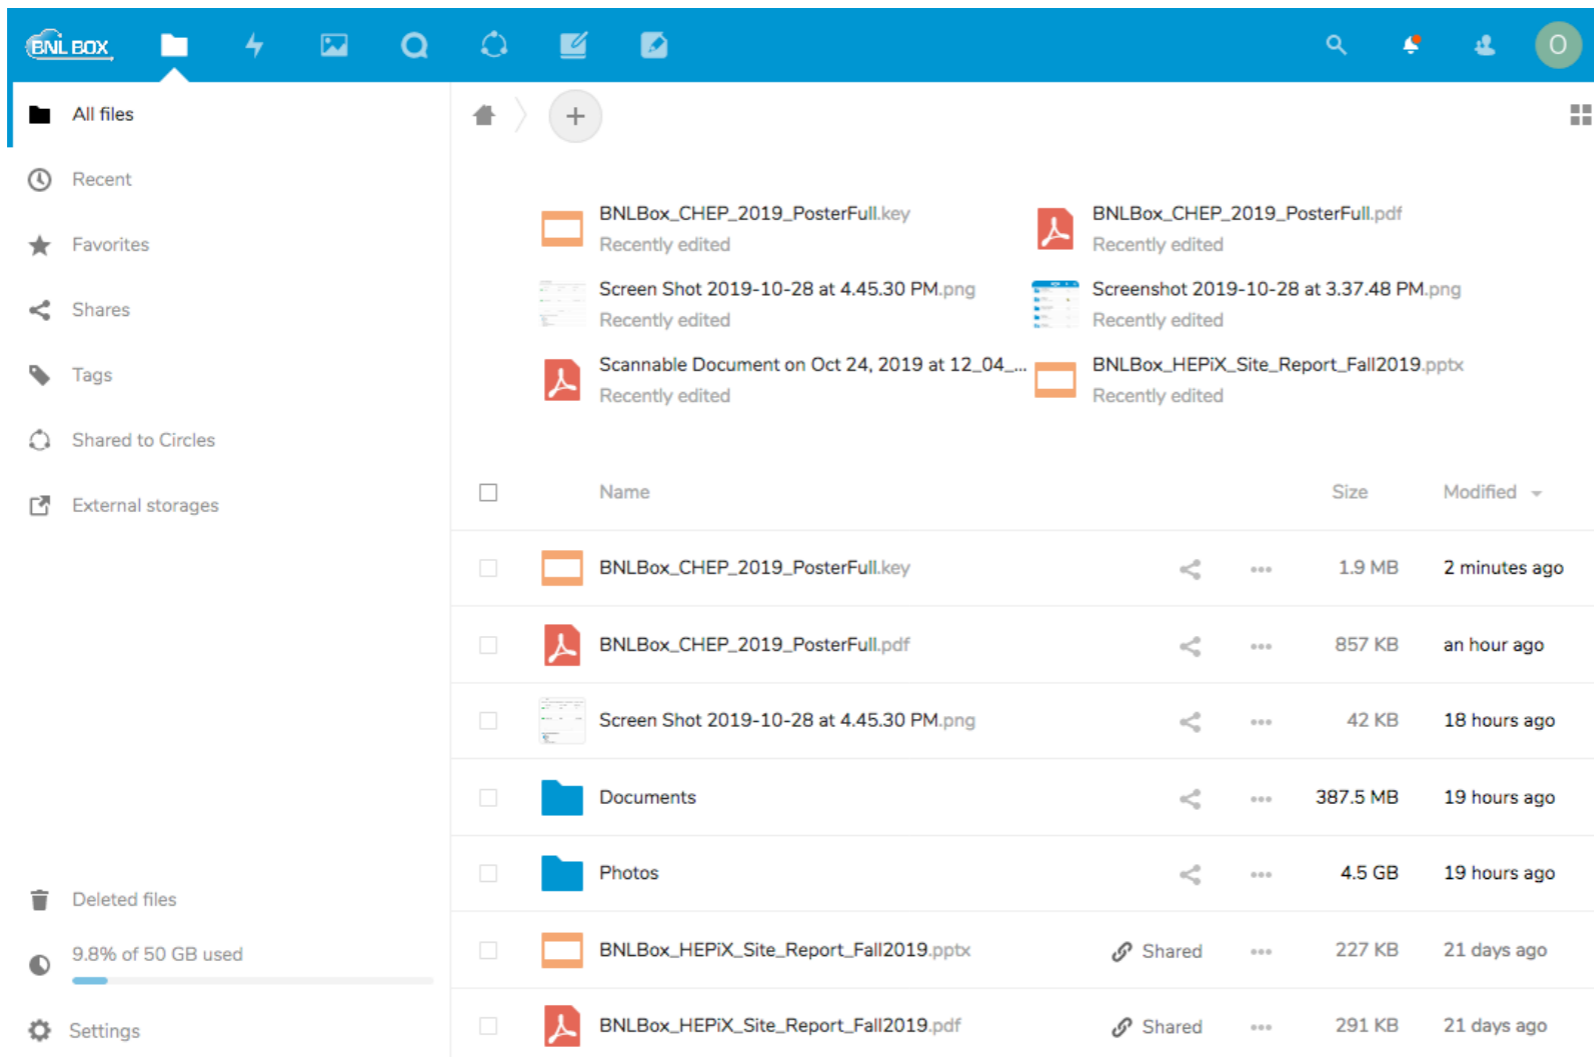 BNL BOX
O
All files
Recent
Favorites
Shares
Tags
Shared to Circles
External storages
Deleted files
9.8% of 50 GB used
Settings
BNLBox_CHEP_2019_PosterFull.key
Recently edited
BNLBox_CHEP_2019_PosterFull.pdf
Recently edited
Screen Shot 2019-10-28 at 4.45.30 PM.png
Recently edited
Screenshot 2019-10-28 at 3.37.48 PM.png
Recently edited
Scannable Document on Oct 24, 2019 at 12_04_...
Recently edited
BNLBox_HEPiX_Site_Report_Fall2019.pptx
Recently edited
Name Size Modified
BNLBox_CHEP_2019_PosterFull.key 1.9 MB 2 minutes ago
BNLBox_CHEP_2019_PosterFull.pdf 857 KB an hour ago
Screen Shot 2019-10-28 at 4.45.30 PM.png 42 KB 18 hours ago
Documents 387.5 MB 19 hours ago
Photos 4.5 GB 19 hours ago
BNLBox_HEPiX_Site_Report_Fall2019.pptx Shared 227 KB 21 days ago
BNLBox_HEPiX_Site_Report_Fall2019.pdf Shared 291 KB 21 days ago